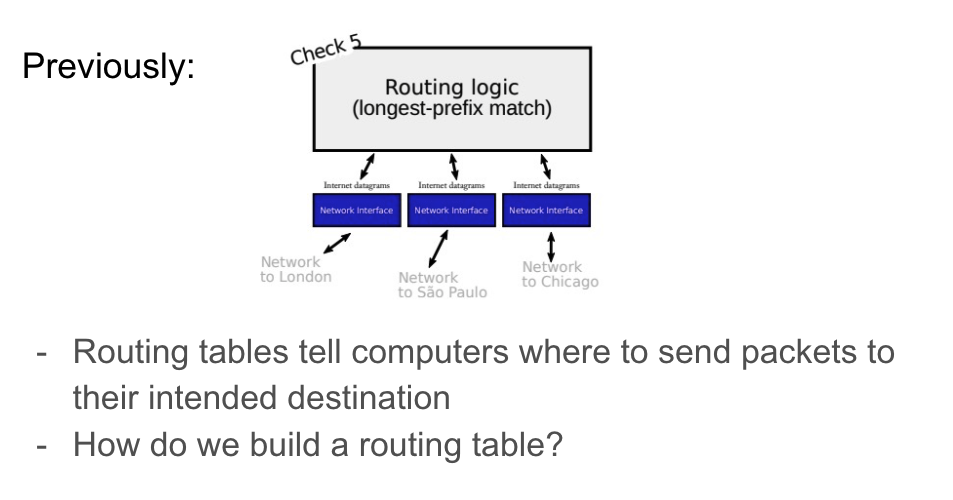 Previously:
Check 5
Routing logic
(longest-prefix match)
Internet datagrams
Internet datagrams
Internet datagrams
Network Interface
Network Interface
Network Interface
Network
to London
Network
to São Paulo
Network
to Chicago
- Routing tables tell computers where to send packets to
their intended destination
- How do we build a routing table?